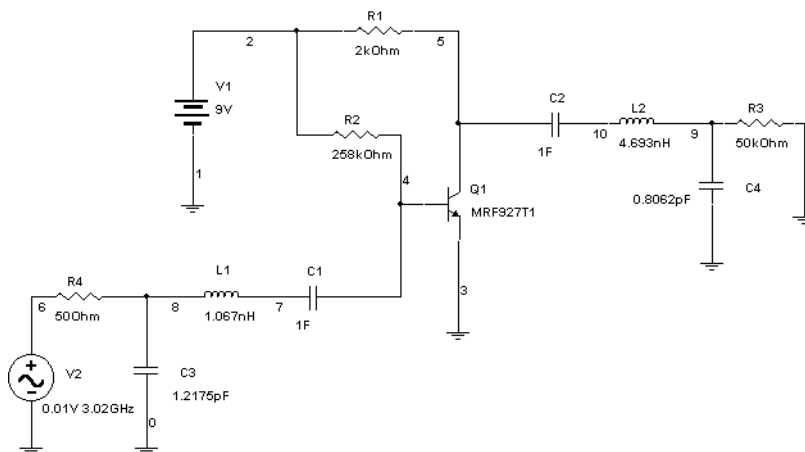 R1
2
5
2kOhm
V1
9V
C2
L2
R3
R2
1F
10
4.693nH
9
50kOhm
258kOhm
1
4
Q1
C4
MRF927T1
0.8062pF
L1
C1
R4
3
6
8
7
50Ohm
1.067nH
1F
V2
C3
1.2175pF
0.01V 3.02GHz
0